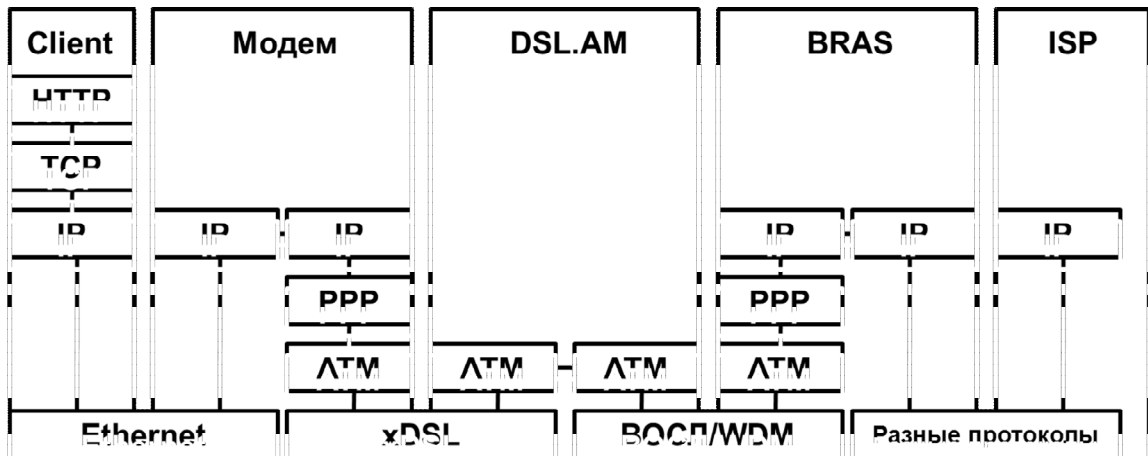 Client Модем DSL.AM BRAS ISP
HTTP
TCP
IP IP IP IP IP IP
PPP PPP
ATM ATM ATM ATM
Ethernet xDSL ВОСП/WDM Разные протоколы